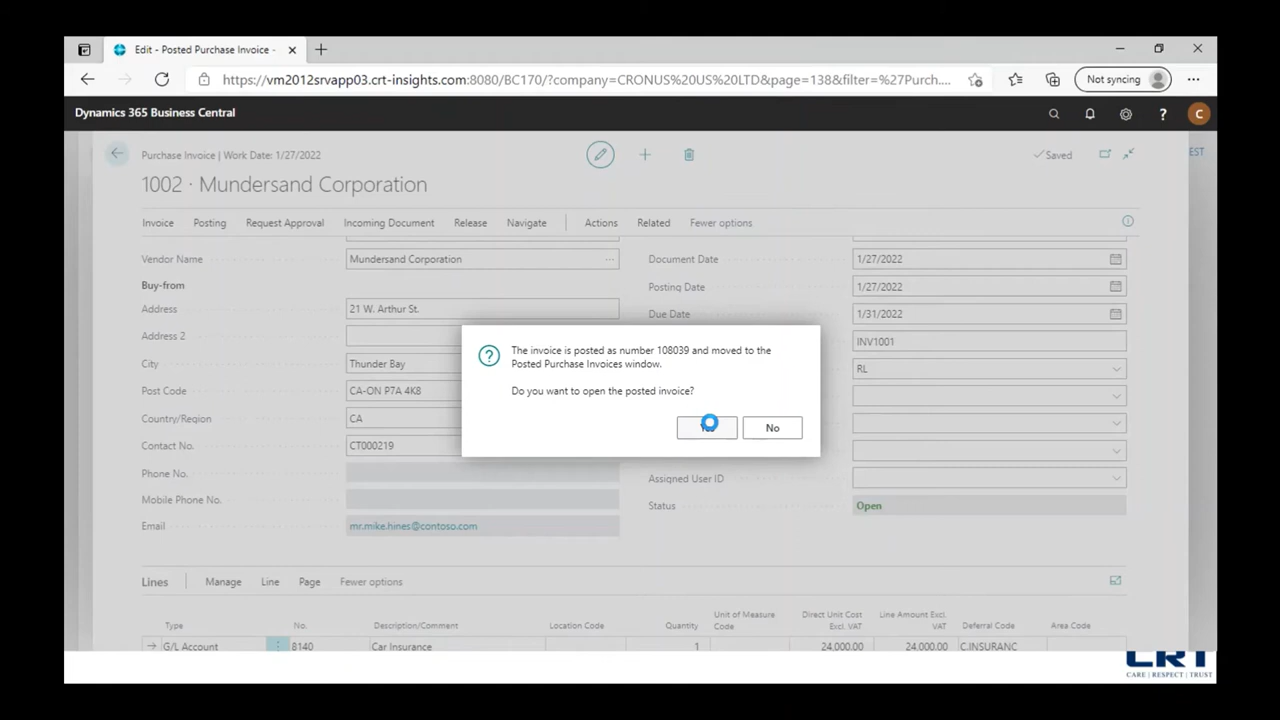 Edit - Posted Purchase Invoice -
https://vm2012srvapp03.crt-insights.com:8080/BC170/?company=CRONUS%20US%20LTD&page=138&filter=%27Purch....
Not syncing
Dynamics 365 Business Central
C
Purchase Invoice | Work Date: 1/27/2022
Saved
EST
1002 · Mundersand Corporation
Invoice Posting Request Approval Incoming Document Release Navigate Actions Related Fewer options
Vendor Name Mundersand Corporation
Document Date 1/27/2022
Buy-from
Posting Date 1/27/2022
Address 21 W. Arthur St.
Due Date 1/31/2022
Address 2
INV1001
City Thunder Bay
RL
Post Code CA-ON P7A 4K8
Country/Region CA
Contact No. CT000219
Phone No.
Assigned User ID
Mobile Phone No.
Status Open
Email mr.mike.hines@contoso.com
The invoice is posted as number 108039 and moved to the
Posted Purchase Invoices window.
Do you want to open the posted invoice?
No
Lines Manage Line Page Fewer options
Type No. Description/Comment Location Code Quantity Unit of Measure Code Direct Unit Cost Excl. VAT Line Amount Excl. VAT Deferral Code Area Code
G/L Account 8140 Car Insurance 1 24,000.00 24,000.00 C.INSURANC
CRT
CARE | RESPECT | TRUST